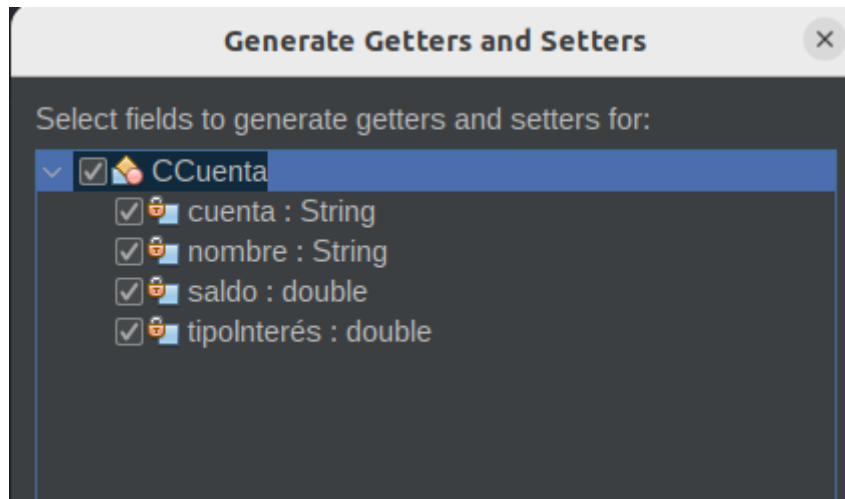 Generate Getters and Setters
Select fields to generate getters and setters for:
CCuenta
cuenta : String
nombre : String
saldo : double
tipoInterés : double